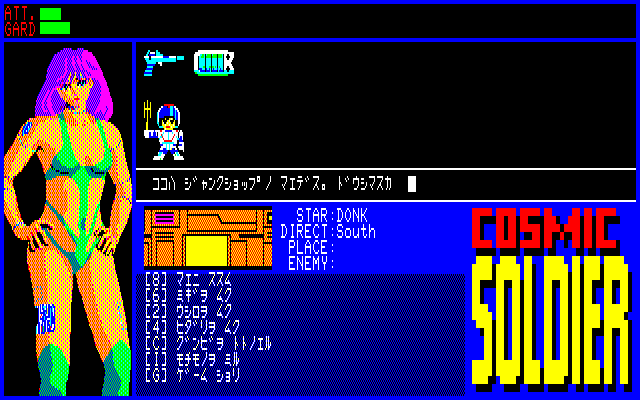 ATT.
GARD
ココハ ジャンクショップノ マエデス。 ドウシマスカ
STAR:DONK
DIRECT:South
PLACE:
ENEMY:
[8] マエニ ススム
[6] ミギヲ ムク
[2] ウシロヲ ムク
[4] ヒダリヲ ムク
[C] グンビヲ トトノエル
[I] モチモノヲ ミル
[G] ゲーム ショリ
COSMIC
SOLDIER